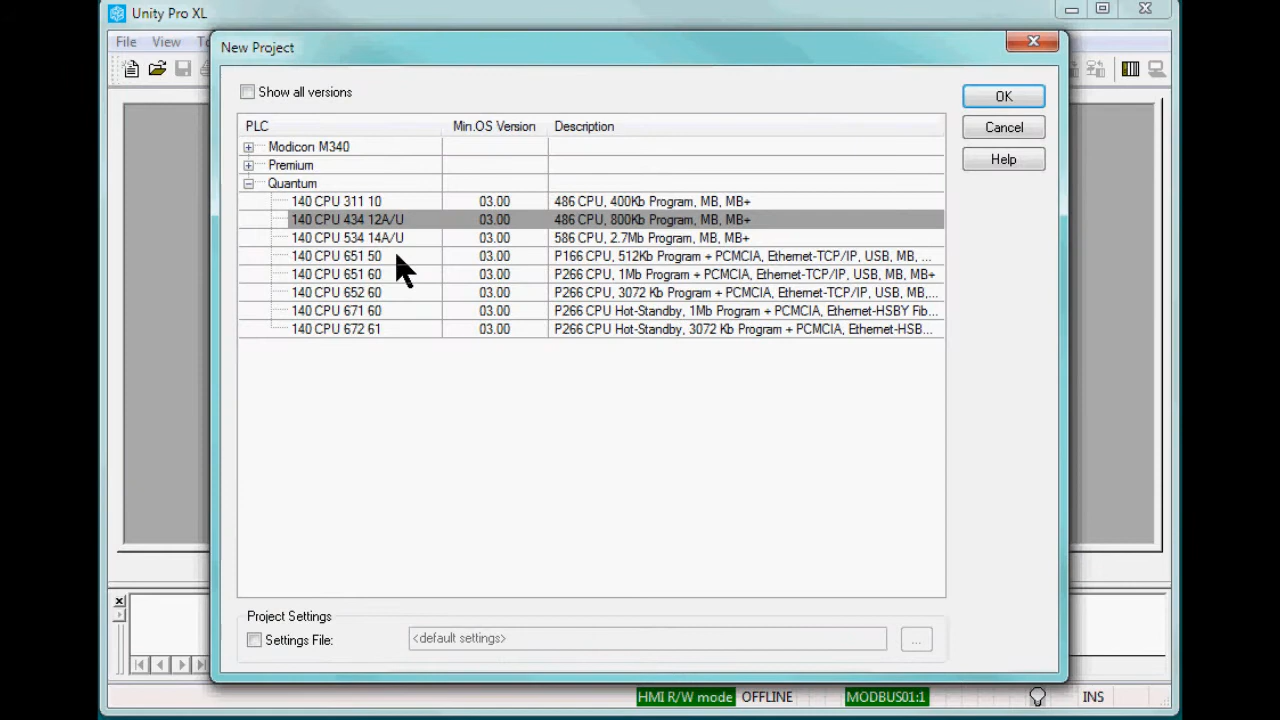 Unity Pro XL
File View
New Project
Show all versions
OK
Cancel
Help
PLC Min.OS Version Description
Modicon M340
Premium
Quantum
140 CPU 311 10 03.00 486 CPU, 400Kb Program, MB, MB+
140 CPU 434 12A/U 03.00 486 CPU, 800Kb Program, MB, MB+
140 CPU 534 14A/U 03.00 586 CPU, 2.7Mb Program, MB, MB+
140 CPU 651 50 03.00 P166 CPU, 512Kb Program + PCMCIA, Ethernet-TCP/IP, USB, MB, ...
140 CPU 651 60 03.00 P266 CPU, 1Mb Program + PCMCIA, Ethernet-TCP/IP, USB, MB, MB+
140 CPU 652 60 03.00 P266 CPU, 3072 Kb Program + PCMCIA, Ethernet-TCP/IP, USB, MB,...
140 CPU 671 60 03.00 P266 CPU Hot-Standby, 1Mb Program + PCMCIA, Ethernet-HSBY Fib...
140 CPU 672 61 03.00 P266 CPU Hot-Standby, 3072 Kb Program + PCMCIA, Ethernet-HSB...
Project Settings
Settings File: <default settings> ...
HMI R/W mode OFFLINE MODBUS01:1 INS